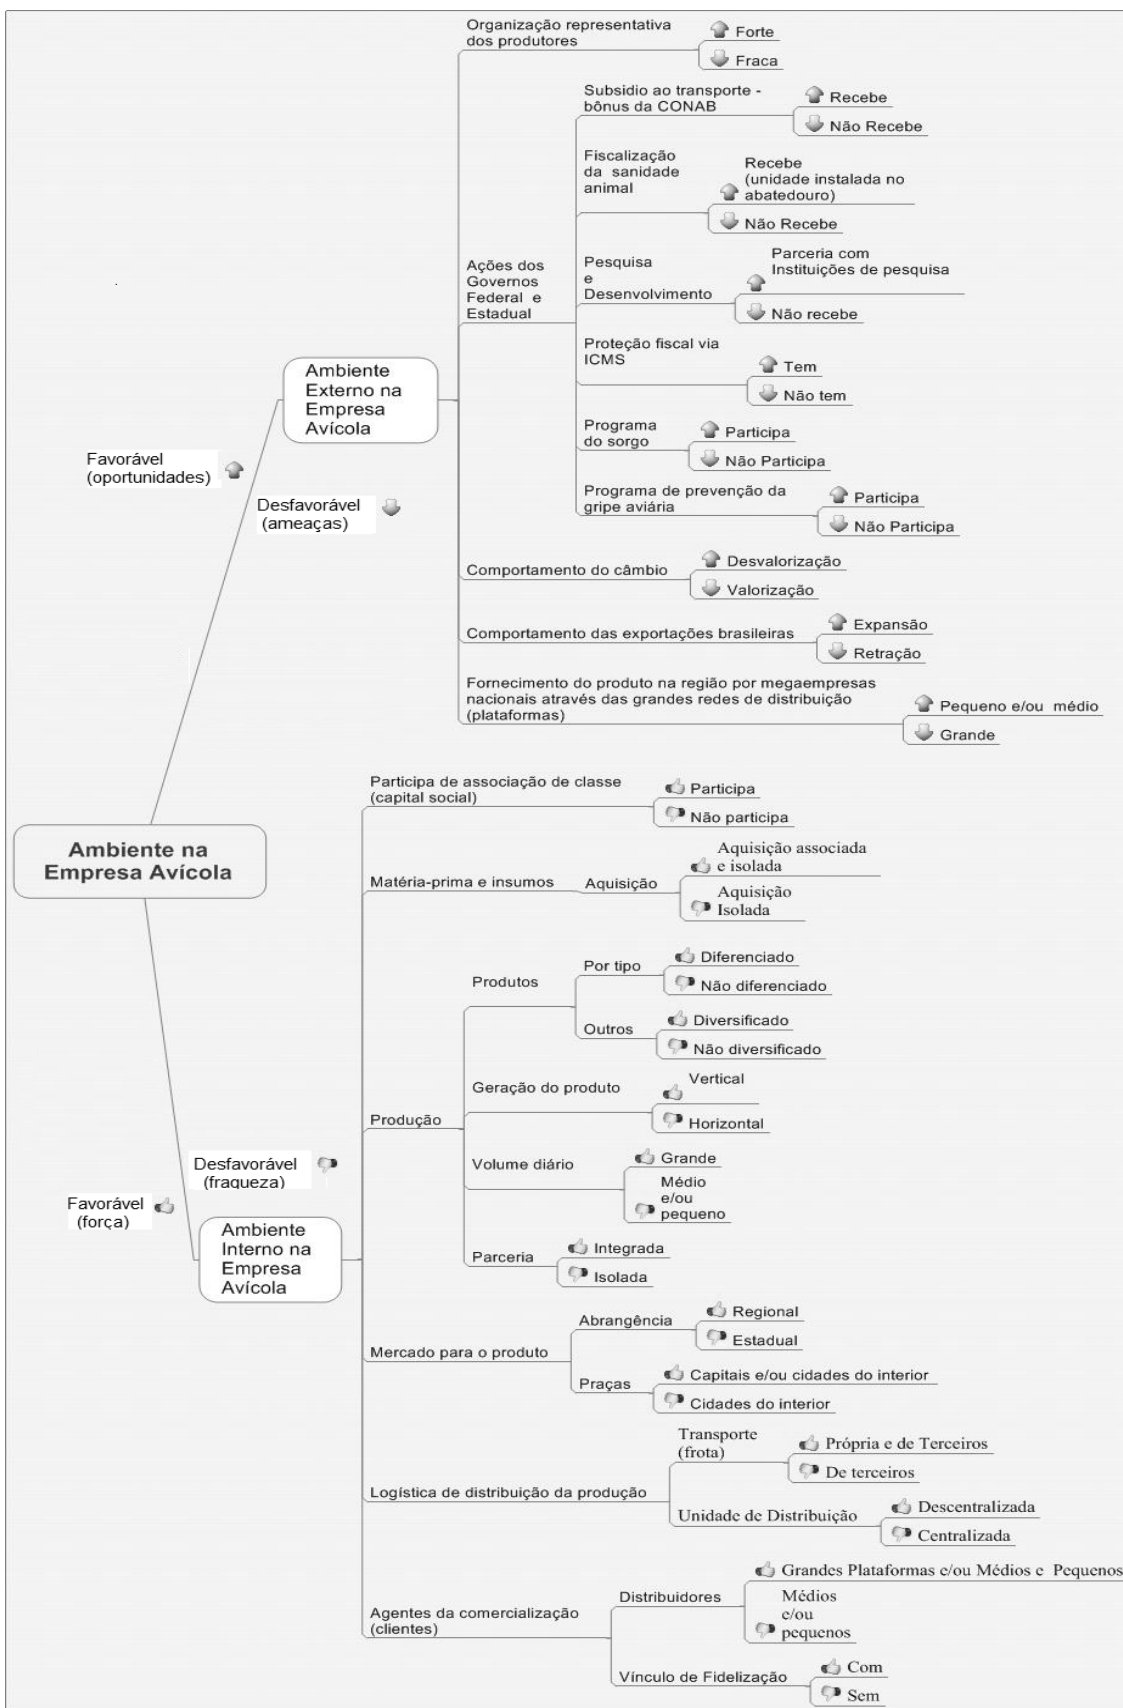 Organização representativa
dos produtores
Forte
Fraca
Subsidio ao transporte -
bônus da CONAB
Recebe
Não Recebe
Fiscalização
da sanidade
animal
Recebe
(unidade instalada no
abatedouro)
Não Recebe
Ações dos
Governos
Federal e
Estadual
Pesquisa
e
Desenvolvimento
Parceria com
Instituições de pesquisa
Não recebe
Proteção fiscal via
ICMS
Tem
Não tem
Ambiente
Externo na
Empresa
Avícola
Programa
do sorgo
Participa
Não Participa
Favorável
(oportunidades)
Desfavorável
(ameaças)
Programa de prevenção da
gripe aviária
Participa
Não Participa
Comportamento do câmbio
Desvalorização
Valorização
Comportamento das exportações brasileiras
Expansão
Retração
Fornecimento do produto na região por megaempresas
nacionais através das grandes redes de distribuição
(plataformas)
Pequeno e/ou médio
Grande
Participa de associação de classe
(capital social)
Participa
Não participa
Ambiente na
Empresa Avícola
Matéria-prima e insumos
Aquisição
Aquisição associada
e isolada
Aquisição
Isolada
Produção
Produtos
Por tipo
Diferenciado
Não diferenciado
Outros
Diversificado
Não diversificado
Geração do produto
Vertical
Horizontal
Volume diário
Grande
Médio
e/ou
pequeno
Parceria
Integrada
Isolada
Desfavorável
(fraqueza)
Favorável
(força)
Ambiente
Interno na
Empresa
Avícola
Mercado para o produto
Abrangência
Regional
Estadual
Praças
Capitais e/ou cidades do interior
Cidades do interior
Logística de distribuição da produção
Transporte
(frota)
Própria e de Terceiros
De terceiros
Unidade de Distribuição
Descentralizada
Centralizada
Agentes da comercialização
(clientes)
Distribuidores
Grandes Plataformas e/ou Médios e Pequenos
Médios
e/ou
pequenos
Vínculo de Fidelização
Com
Sem